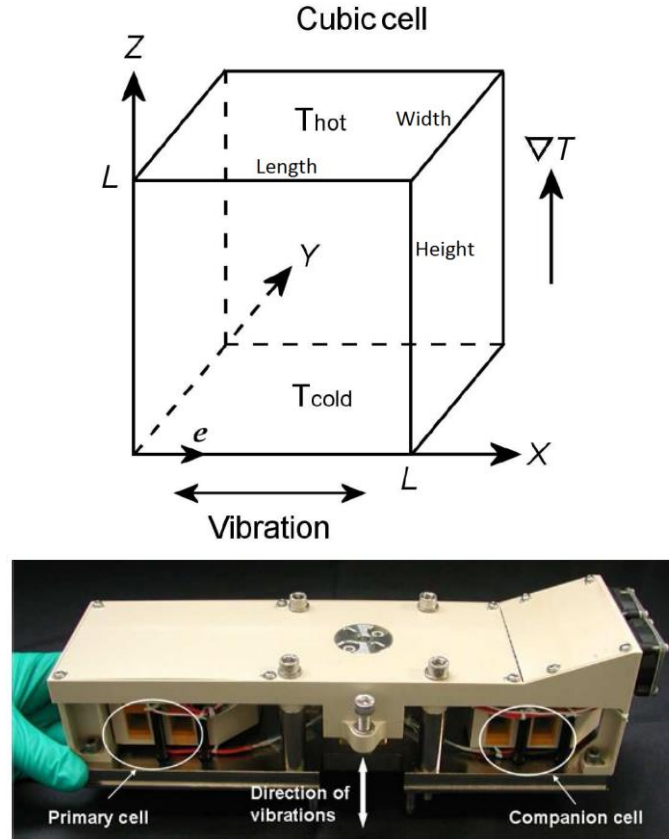 Cubic cell
Z
Thot
Width
Length
∇T
L
Y
Height
Tcold
e
X
L
Vibration
Primary cell
Direction of
vibrations
Companion cell